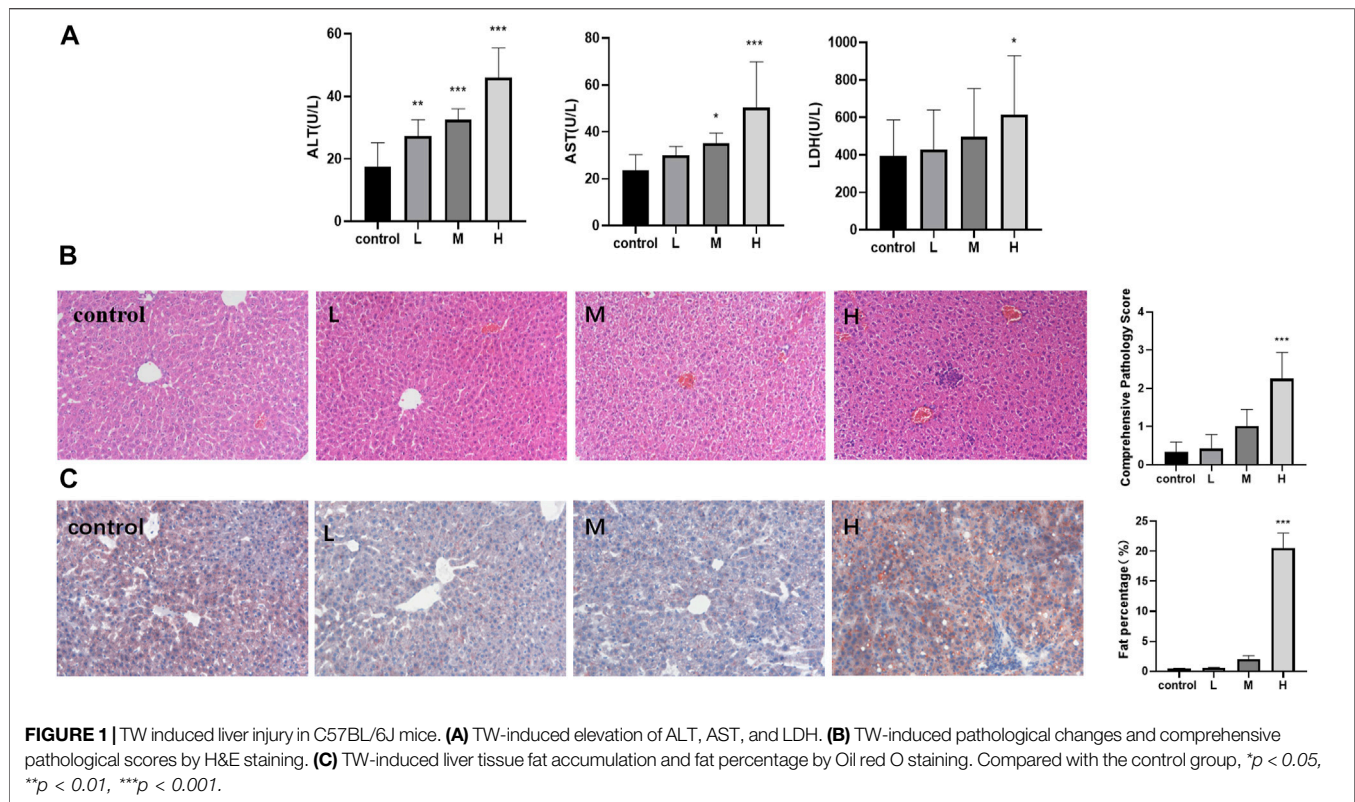 A
ALT(U/L)
60
40
20
0
**
***
***
control L M H
AST(U/L)
80
60
40
20
0
*
***
control L M H
LDH(U/L)
1000
800
600
400
200
0
*
control L M H
B
control
L
M
H
Comprehensive Pathology Score
4
3
2
1
0
***
control L M H
C
control
L
M
H
Fat percentage (%)
25
20
15
10
5
0
***
control L M H
FIGURE 1 | TW induced liver injury in C57BL/6J mice. (A) TW-induced elevation of ALT, AST, and LDH. (B) TW-induced pathological changes and comprehensive
pathological scores by H&E staining. (C) TW-induced liver tissue fat accumulation and fat percentage by Oil red O staining. Compared with the control group, *p < 0.05,
**p < 0.01, ***p < 0.001.